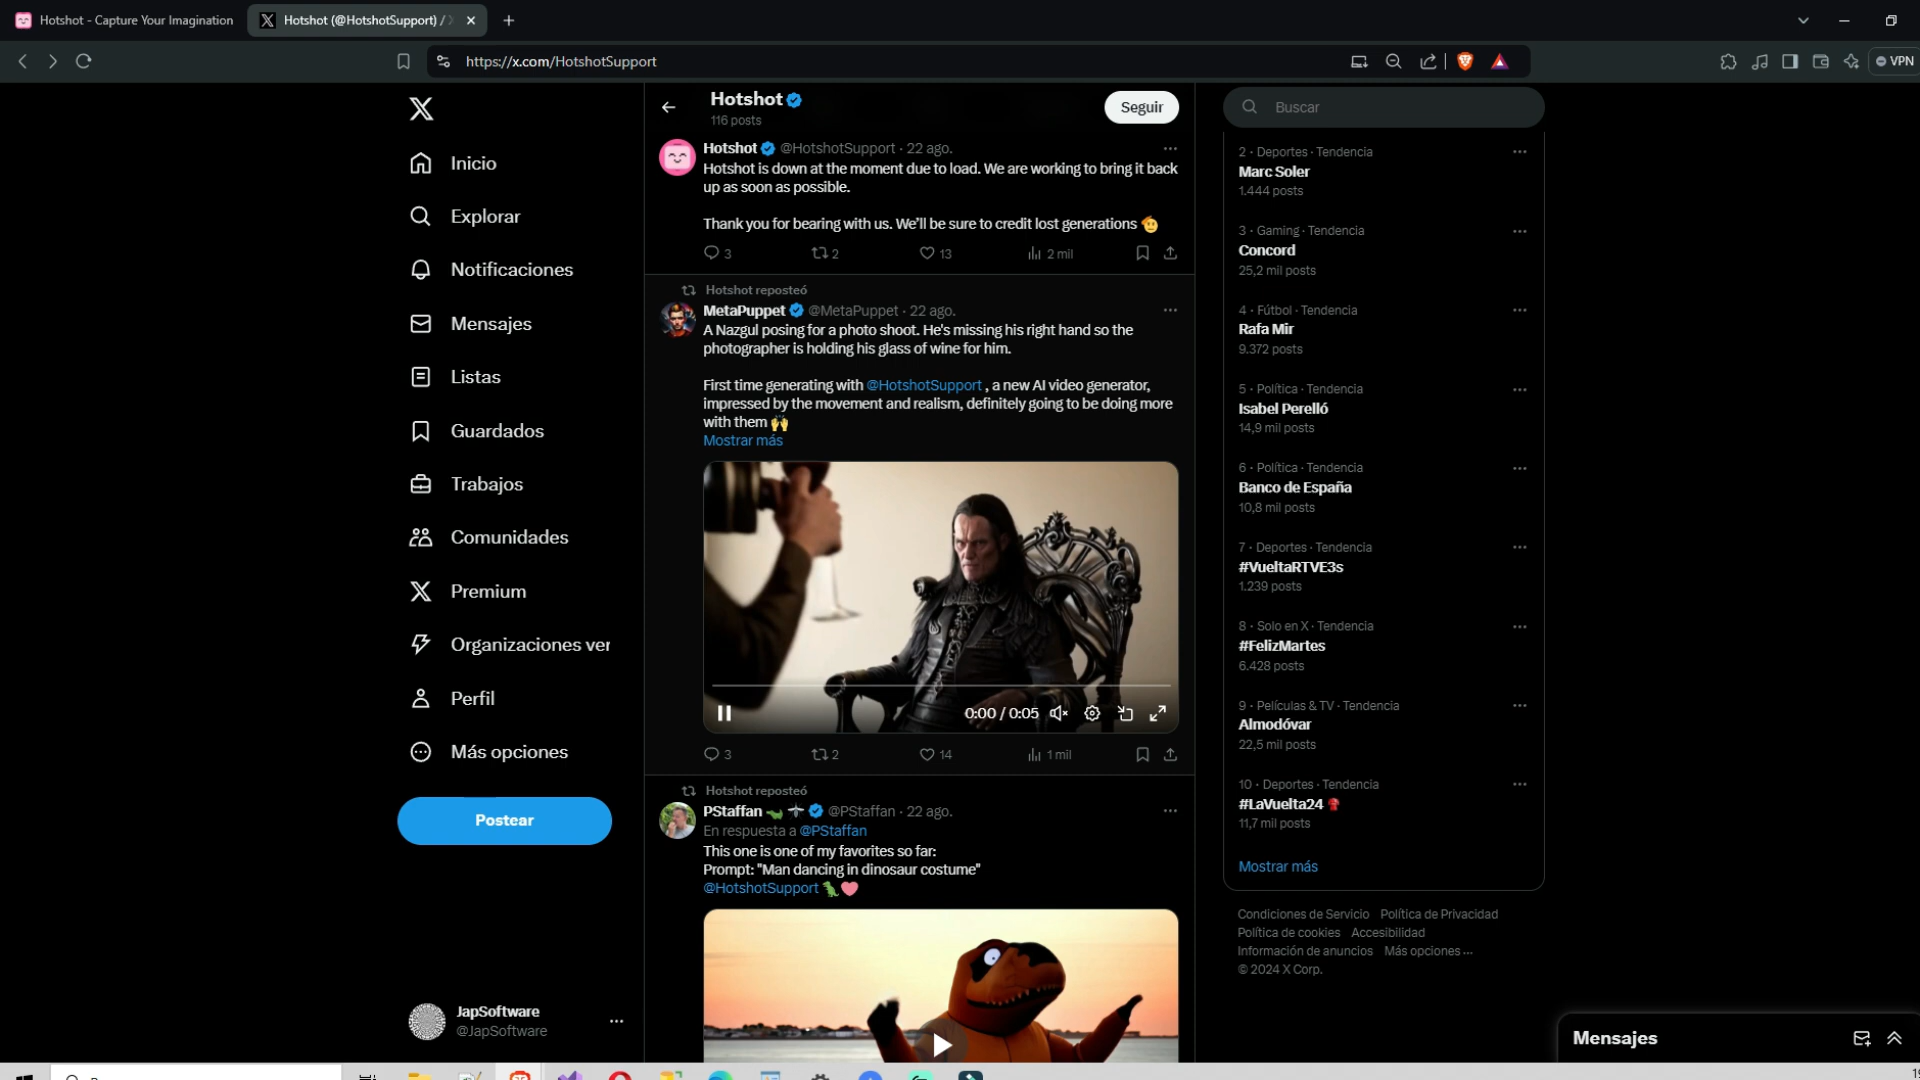 Hotshot - Capture Your Imagination
Hotshot (@HotshotSupport) /
https://x.com/HotshotSupport
VPN
Inicio
Explorar
Notificaciones
Mensajes
Listas
Guardados
Trabajos
Comunidades
Premium
Organizaciones ver
Perfil
Más opciones
Postear
JapSoftware
@JapSoftware
Hotshot
116 posts
Seguir
Hotshot @HotshotSupport · 22 ago.
Hotshot is down at the moment due to load. We are working to bring it back
up as soon as possible.
Thank you for bearing with us. We'll be sure to credit lost generations 🫡
3 2 13 2 mil
Hotshot reposteó
MetaPuppet @MetaPuppet · 22 ago.
A Nazgul posing for a photo shoot. He's missing his right hand so the
photographer is holding his glass of wine for him.
First time generating with @HotshotSupport , a new AI video generator,
impressed by the movement and realism, definitely going to be doing more
with them 🙌
Mostrar más
0:00 / 0:05
3 2 14 1 mil
Hotshot reposteó
PStaffan @PStaffan · 22 ago.
En respuesta a @PStaffan
This one is one of my favorites so far:
Prompt: "Man dancing in dinosaur costume"
@HotshotSupport 🦖❤️
Buscar
2 · Deportes · Tendencia
Marc Soler
1.444 posts
3 · Gaming · Tendencia
Concord
25,2 mil posts
4 · Fútbol · Tendencia
Rafa Mir
9.372 posts
5 · Política · Tendencia
Isabel Perelló
14,9 mil posts
6 · Política · Tendencia
Banco de España
10,8 mil posts
7 · Deportes · Tendencia
#VueltaRTVE3s
1.239 posts
8 · Solo en X · Tendencia
#FelizMartes
6.428 posts
9 · Películas & TV · Tendencia
Almodóvar
22,5 mil posts
10 · Deportes · Tendencia
#LaVuelta24
11,7 mil posts
Mostrar más
Condiciones de Servicio Política de Privacidad
Política de cookies Accesibilidad
Información de anuncios Más opciones ···
© 2024 X Corp.
Mensajes